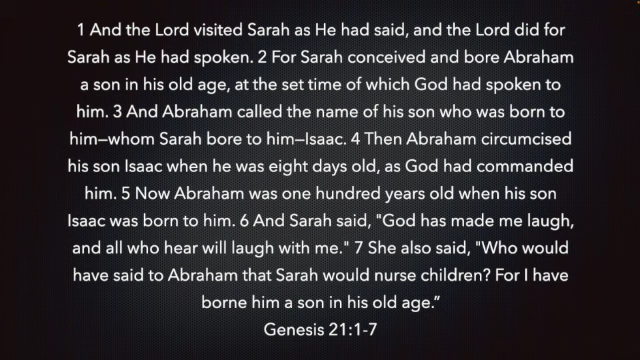 1 And the Lord visited Sarah as He had said, and the Lord did for
Sarah as He had spoken. 2 For Sarah conceived and bore Abraham
a son in his old age, at the set time of which God had spoken to
him. 3 And Abraham called the name of his son who was born to
him—whom Sarah bore to him—Isaac. 4 Then Abraham circumcised
his son Isaac when he was eight days old, as God had commanded
him. 5 Now Abraham was one hundred years old when his son
Isaac was born to him. 6 And Sarah said, "God has made me laugh,
and all who hear will laugh with me." 7 She also said, "Who would
have said to Abraham that Sarah would nurse children? For I have
borne him a son in his old age.”
Genesis 21:1-7